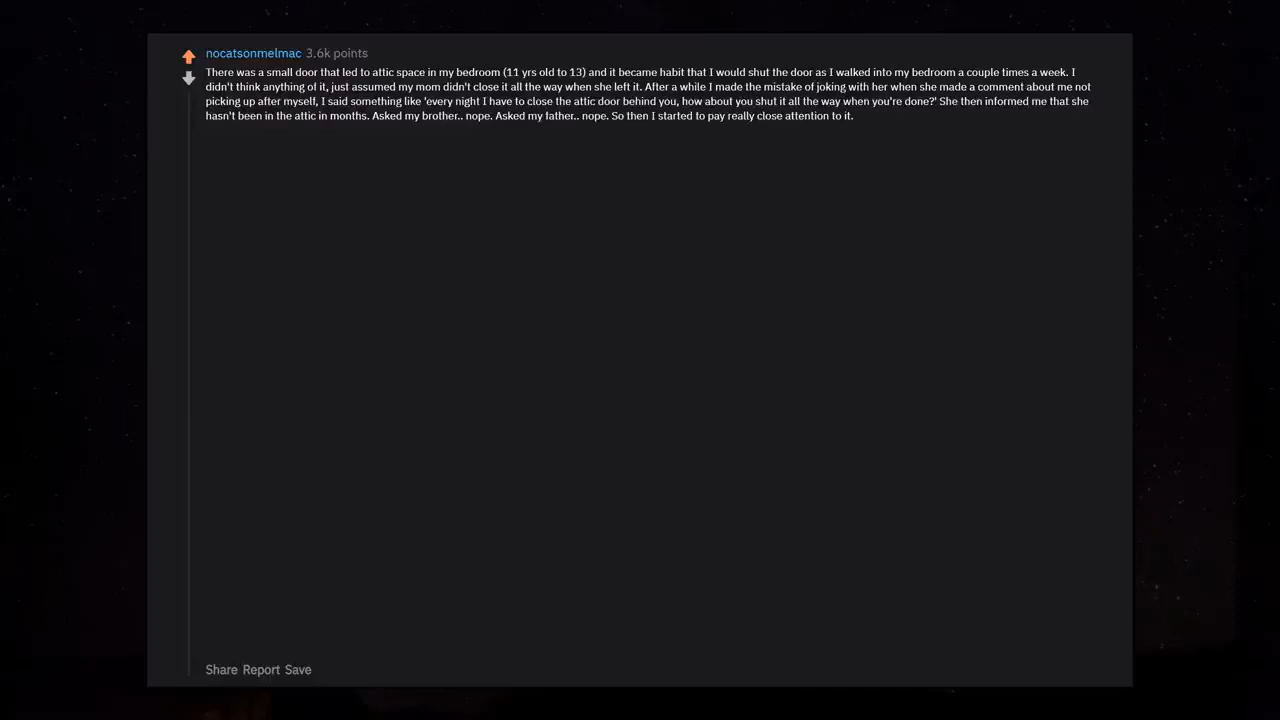 nocatsonmelmac 3.6k points
There was a small door that led to attic space in my bedroom (11 yrs old to 13) and it became habit that I would shut the door as I walked into my bedroom a couple times a week. I
didn't think anything of it, just assumed my mom didn't close it all the way when she left it. After a while I made the mistake of joking with her when she made a comment about me not
picking up after myself, I said something like 'every night I have to close the attic door behind you, how about you shut it all the way when you're done?' She then informed me that she
hasn't been in the attic in months. Asked my brother.. nope. Asked my father.. nope. So then I started to pay really close attention to it.
Share Report Save